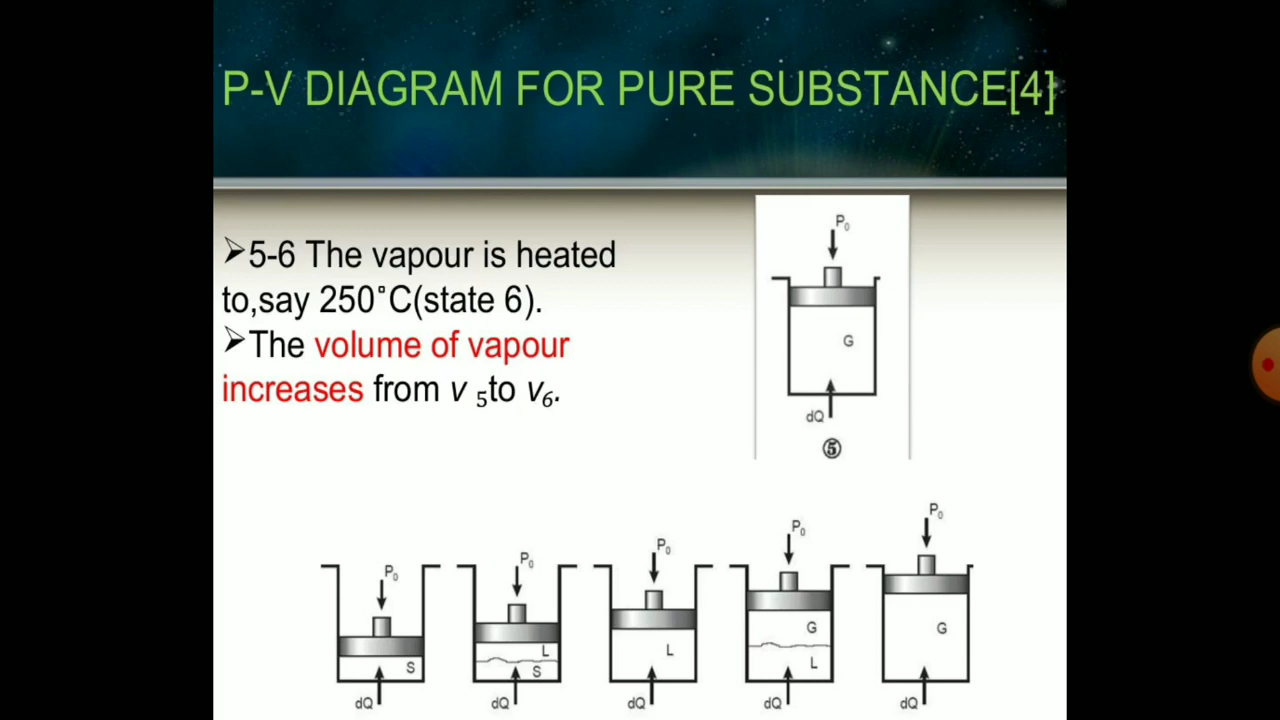 P-V DIAGRAM FOR PURE SUBSTANCE[4]
➢5-6 The vapour is heated
to,say 250˚C(state 6).
➢The volume of vapour
increases from v 5to v6.
P0
G
dQ
⑤
P0
S
dQ
P0
L
S
dQ
P0
L
dQ
P0
G
L
dQ
P0
G
dQ